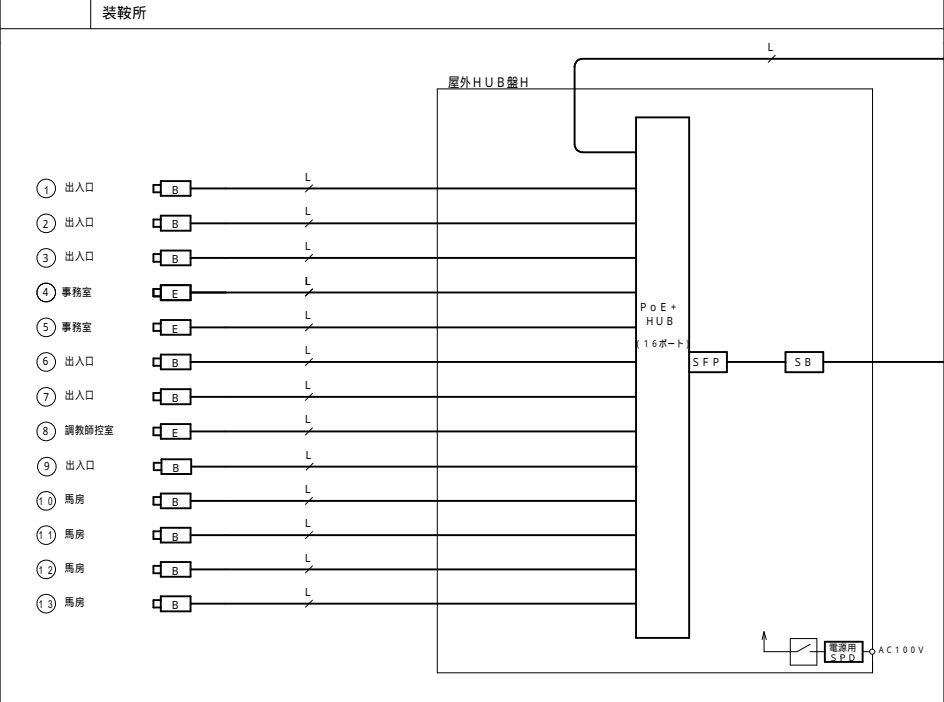 装鞍所
L
屋外HUB盤H
1 出入口 B L
2 出入口 B L
3 出入口 B L
4 事務室 E L
5 事務室 E L
6 出入口 B L
7 出入口 B L
8 調教師控室 E L
9 出入口 B L
10 馬房 B L
11 馬房 B L
12 馬房 B L
13 馬房 B L
PoE+
HUB
(16ポート)
SFP
SB
電源用
SPD
AC100V